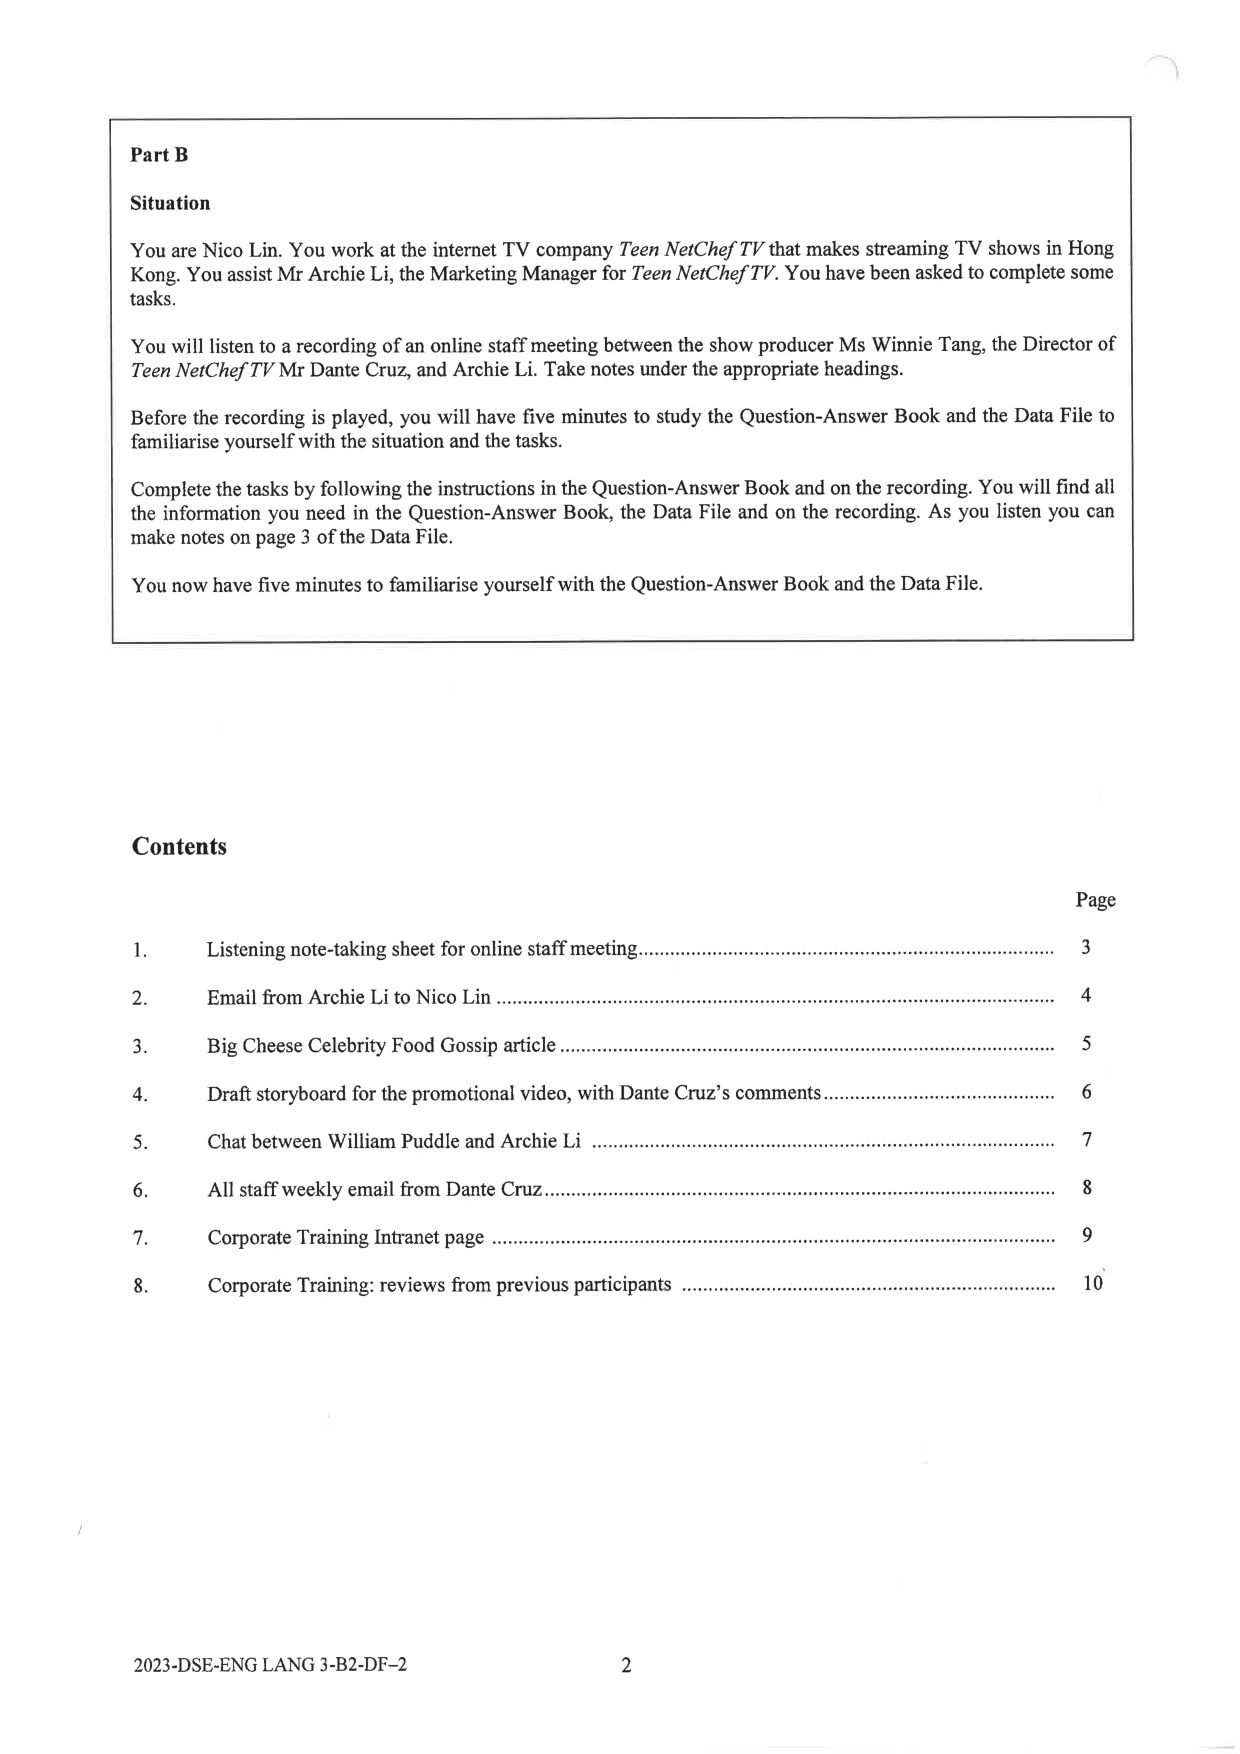 Part B
Situation
You are Nico Lin. You work at the internet TV company Teen NetChef TV that makes streaming TV shows in Hong
Kong. You assist Mr Archie Li, the Marketing Manager for Teen NetChef TV. You have been asked to complete some
tasks.
You will listen to a recording of an online staff meeting between the show producer Ms Winnie Tang, the Director of
Teen NetChef TV Mr Dante Cruz, and Archie Li. Take notes under the appropriate headings.
Before the recording is played, you will have five minutes to study the Question-Answer Book and the Data File to
familiarise yourself with the situation and the tasks.
Complete the tasks by following the instructions in the Question-Answer Book and on the recording. You will find all
the information you need in the Question-Answer Book, the Data File and on the recording. As you listen you can
make notes on page 3 of the Data File.
You now have five minutes to familiarise yourself with the Question-Answer Book and the Data File.
Contents
Page
1. Listening note-taking sheet for online staff meeting 3
2. Email from Archie Li to Nico Lin 4
3. Big Cheese Celebrity Food Gossip article 5
4. Draft storyboard for the promotional video, with Dante Cruz's comments 6
5. Chat between William Puddle and Archie Li 7
6. All staff weekly email from Dante Cruz 8
7. Corporate Training Intranet page 9
8. Corporate Training: reviews from previous participants 10
2023-DSE-ENG LANG 3-B2-DF–2 2